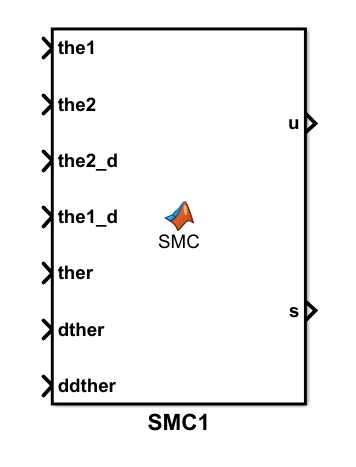 the1
the2
u
the2_d
the1_d
SMC
ther
s
dther
ddther
SMC1